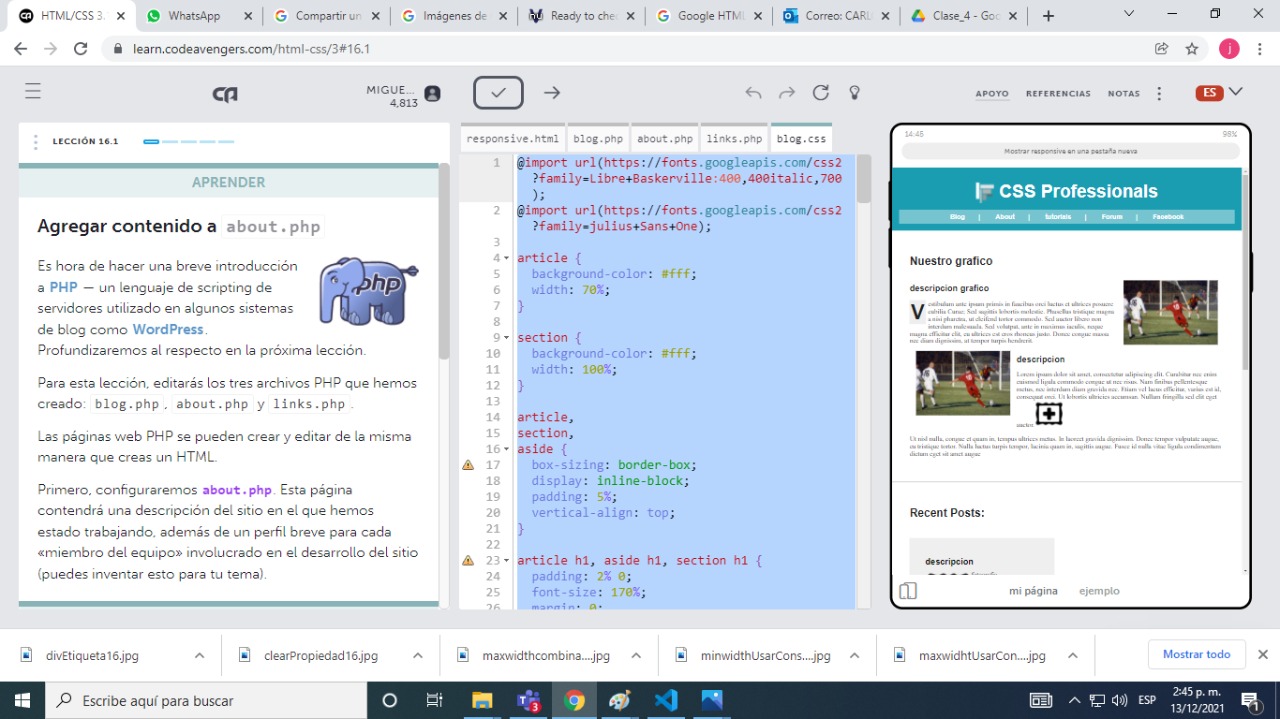 HTML/CSS 3.
WhatsApp
Compartir un
Imágenes de
Ready to che
Google HTML
Correo: CARL
Clase_4 - Goo
learn.codeavengers.com/html-css/3#16.1
j
MIGUE...
4,813
APOYO
REFERENCIAS
NOTAS
ES
LECCIÓN 16.1
APRENDER
Agregar contenido a about.php
Es hora de hacer una breve introducción
a PHP — un lenguaje de scripting de
servidores utilizado en algunos sistemas
de blog como WordPress.
Profundizaremos al respecto en la próxima lección.
php
Para esta lección, editarás los tres archivos PHP que hemos
creado: blog.php, about.php y links.php.
Las páginas web PHP se pueden crear y editar de la misma
manera que creas un HTML.
Primero, configuraremos about.php. Esta página
contendrá una descripción del sitio en el que hemos
estado trabajando, además de un perfil breve para cada
«miembro del equipo» involucrado en el desarrollo del sitio
(puedes inventar esto para tu tema).
responsive.html
blog.php
about.php
links.php
blog.css
1 @import url(https://fonts.googleapis.com/css2
?family=Libre+Baskerville:400,400italic,700
);
2 @import url(https://fonts.googleapis.com/css2
?family=julius+Sans+One);
3
4 article {
5 background-color: #fff;
6 width: 70%;
7 }
8
9 section {
10 background-color: #fff;
11 width: 100%;
12 }
13
14 article,
15 section,
16 aside {
17 box-sizing: border-box;
18 display: inline-block;
19 padding: 5%;
20 vertical-align: top;
21 }
22
23 article h1, aside h1, section h1 {
24 padding: 2% 0;
25 font-size: 170%;
26 margin: 0;
14:45
98%
Mostrar responsive en una pestaña nueva
CSS Professionals
Blog | About | tutorials | Forum | Facebook
Nuestro grafico
descripcion grafico
descripcion
Recent Posts:
descripcion
mi página
ejemplo
divEtiqueta16.jpg
clearPropiedad16.jpg
maxwidthcombina....jpg
minwidthUsarCons....jpg
maxwidhtUsarCon....jpg
Mostrar todo
Escribe aquí para buscar
3
ESP
2:45 p. m.
13/12/2021
1